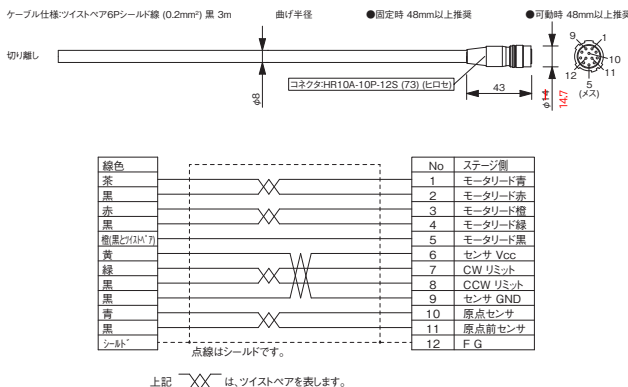 ケーブル仕様:ツイストペア6Pシールド線 (0.2mm²) 黒 3m 曲げ半径 ●固定時 48mm以上推奨 ●可動時 48mm以上推奨
切り離し
φ8
コネクタ:HR10A-10P-12S (73) (ヒロセ)
43
φ14
14.7
9 1
10
12 11
5
(メス)
線色 No ステージ側
茶 1 モータリード青
黒 2 モータリード赤
赤 3 モータリード橙
黒 4 モータリード緑
橙(黒とツイストペア) 5 モータリード黒
黄 6 センサ Vcc
緑 7 CW リミット
黒 8 CCW リミット
黒 9 センサ GND
青 10 原点センサ
黒 11 原点前センサ
シールド 12 F G
点線はシールドです。
上記 は、ツイストペアを表します。